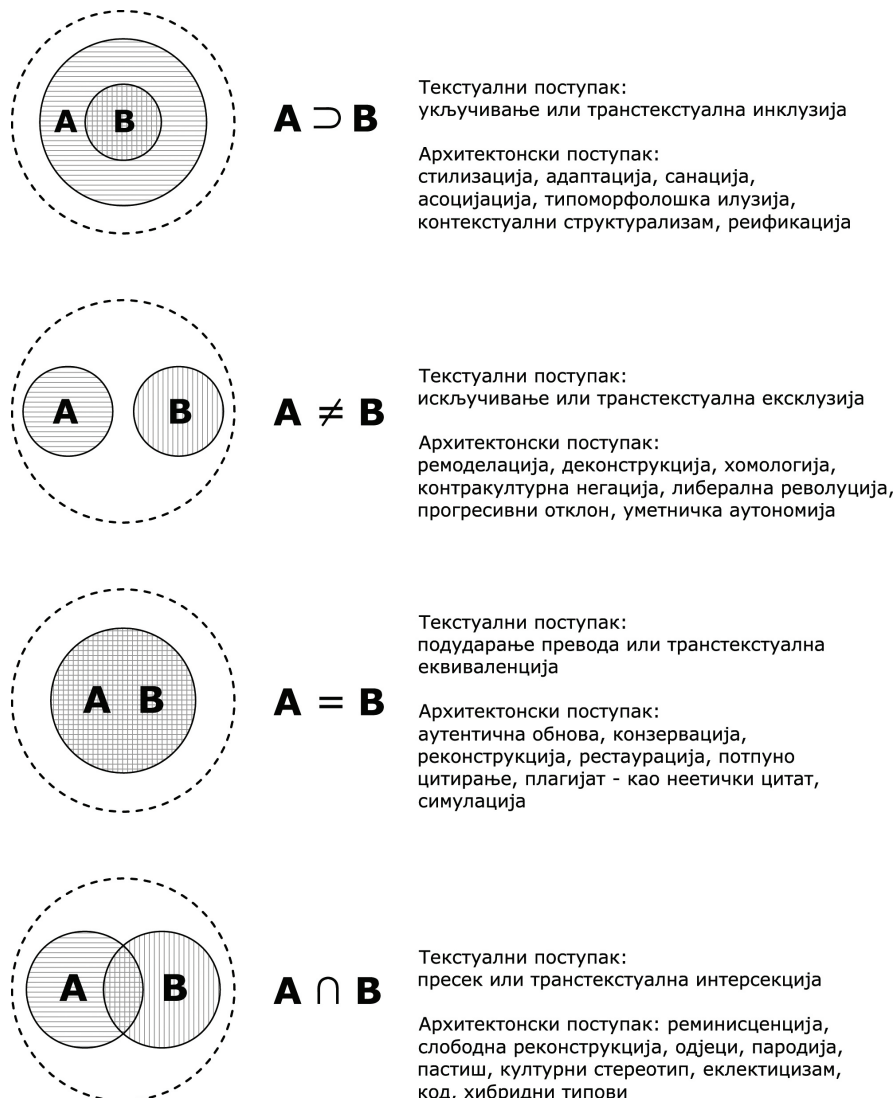 A B
A ⊃ B
Текстуални поступак:
укључивање или транстекстуална инклузија
Архитектонски поступак:
стилизација, адаптација, санација,
асоцијација, типоморфолошка илузија,
контекстуални структурализам, реификација
A B
A ≠ B
Текстуални поступак:
искључивање или транстекстуална ексклузија
Архитектонски поступак:
ремоделација, деконструкција, хомологија,
контракултурна негација, либерална револуција,
прогресивни отклон, уметничка аутономија
A B
A = B
Текстуални поступак:
подударање превода или транстекстуална
еквиваленција
Архитектонски поступак:
аутентична обнова, конзервација,
реконструкција, рестаурација, потпуно
цитирање, плагијат - као неетички цитат,
симулација
A B
A ∩ B
Текстуални поступак:
пресек или транстекстуална интерсекција
Архитектонски поступак: реминисценција,
слободна реконструкција, одјеци, пародија,
пастиш, културни стереотип, еклектицизам,
код, хибридни типови